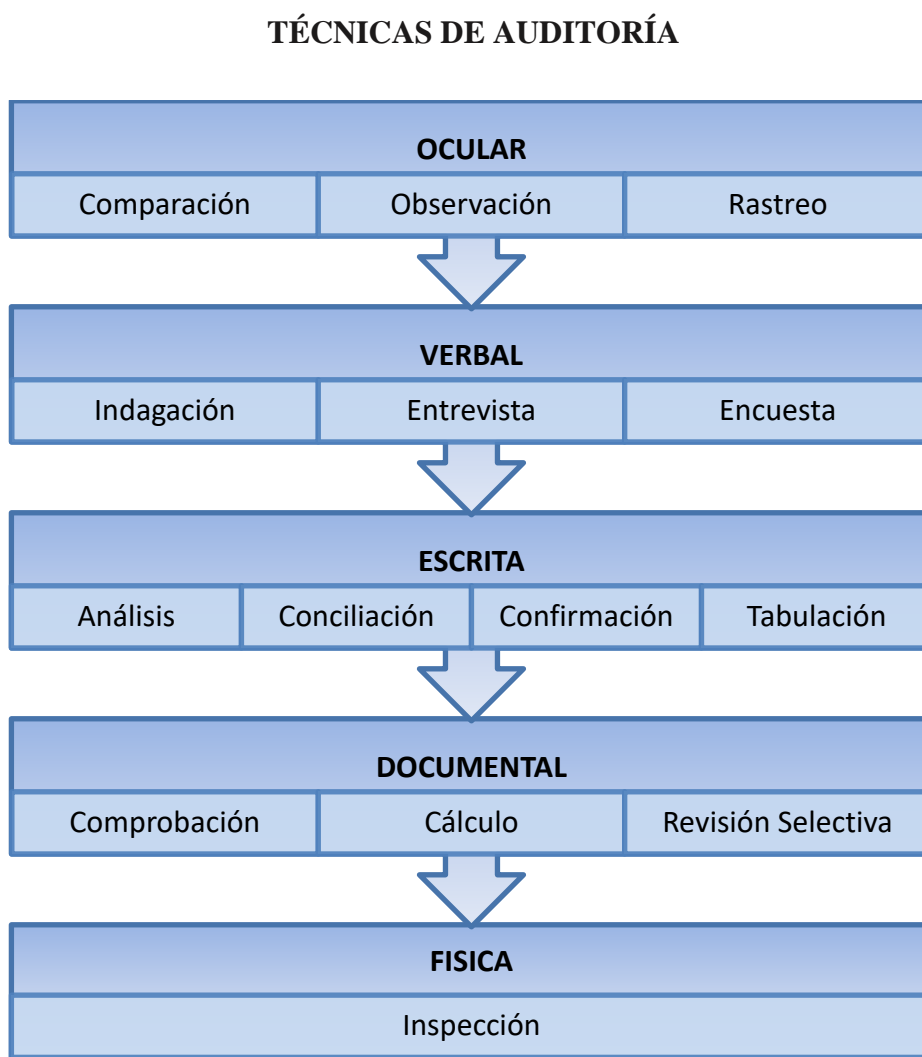 TÉCNICAS DE AUDITORÍA
OCULAR
Comparación Observación Rastreo
VERBAL
Indagación Entrevista Encuesta
ESCRITA
Análisis Conciliación Confirmación Tabulación
DOCUMENTAL
Comprobación Cálculo Revisión Selectiva
FISICA
Inspección